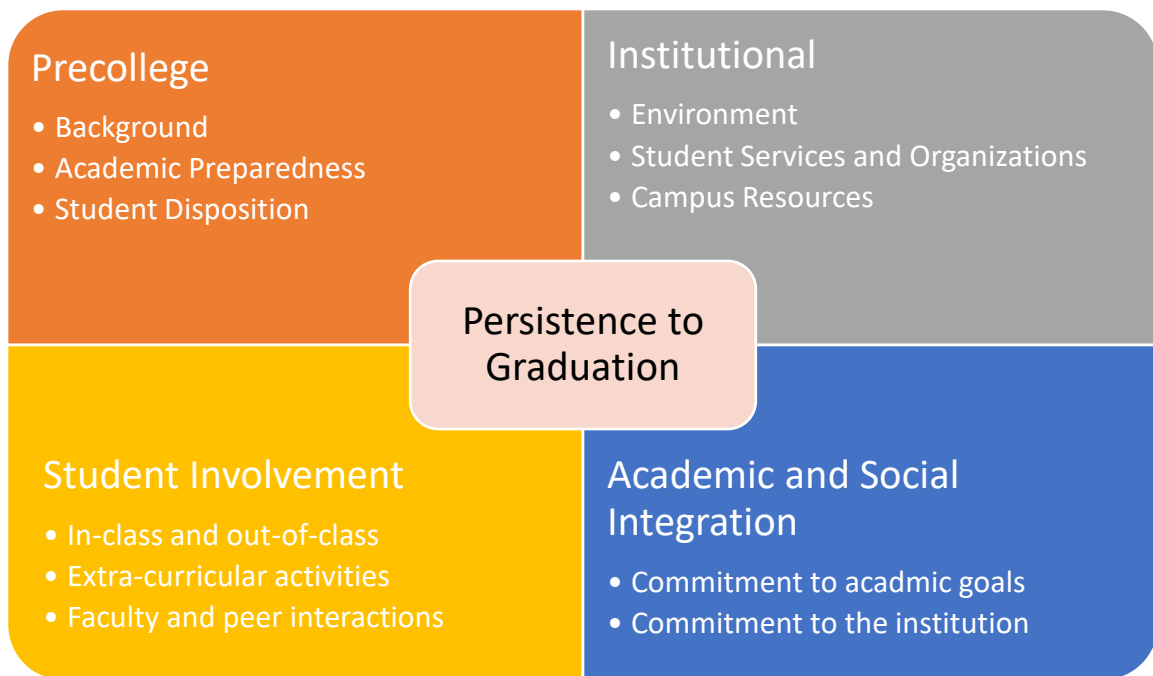 Precollege
• Background
• Academic Preparedness
• Student Disposition
Institutional
• Environment
• Student Services and Organizations
• Campus Resources
Persistence to
Graduation
Student Involvement
• In-class and out-of-class
• Extra-curricular activities
• Faculty and peer interactions
Academic and Social
Integration
• Commitment to acadmic goals
• Commitment to the institution